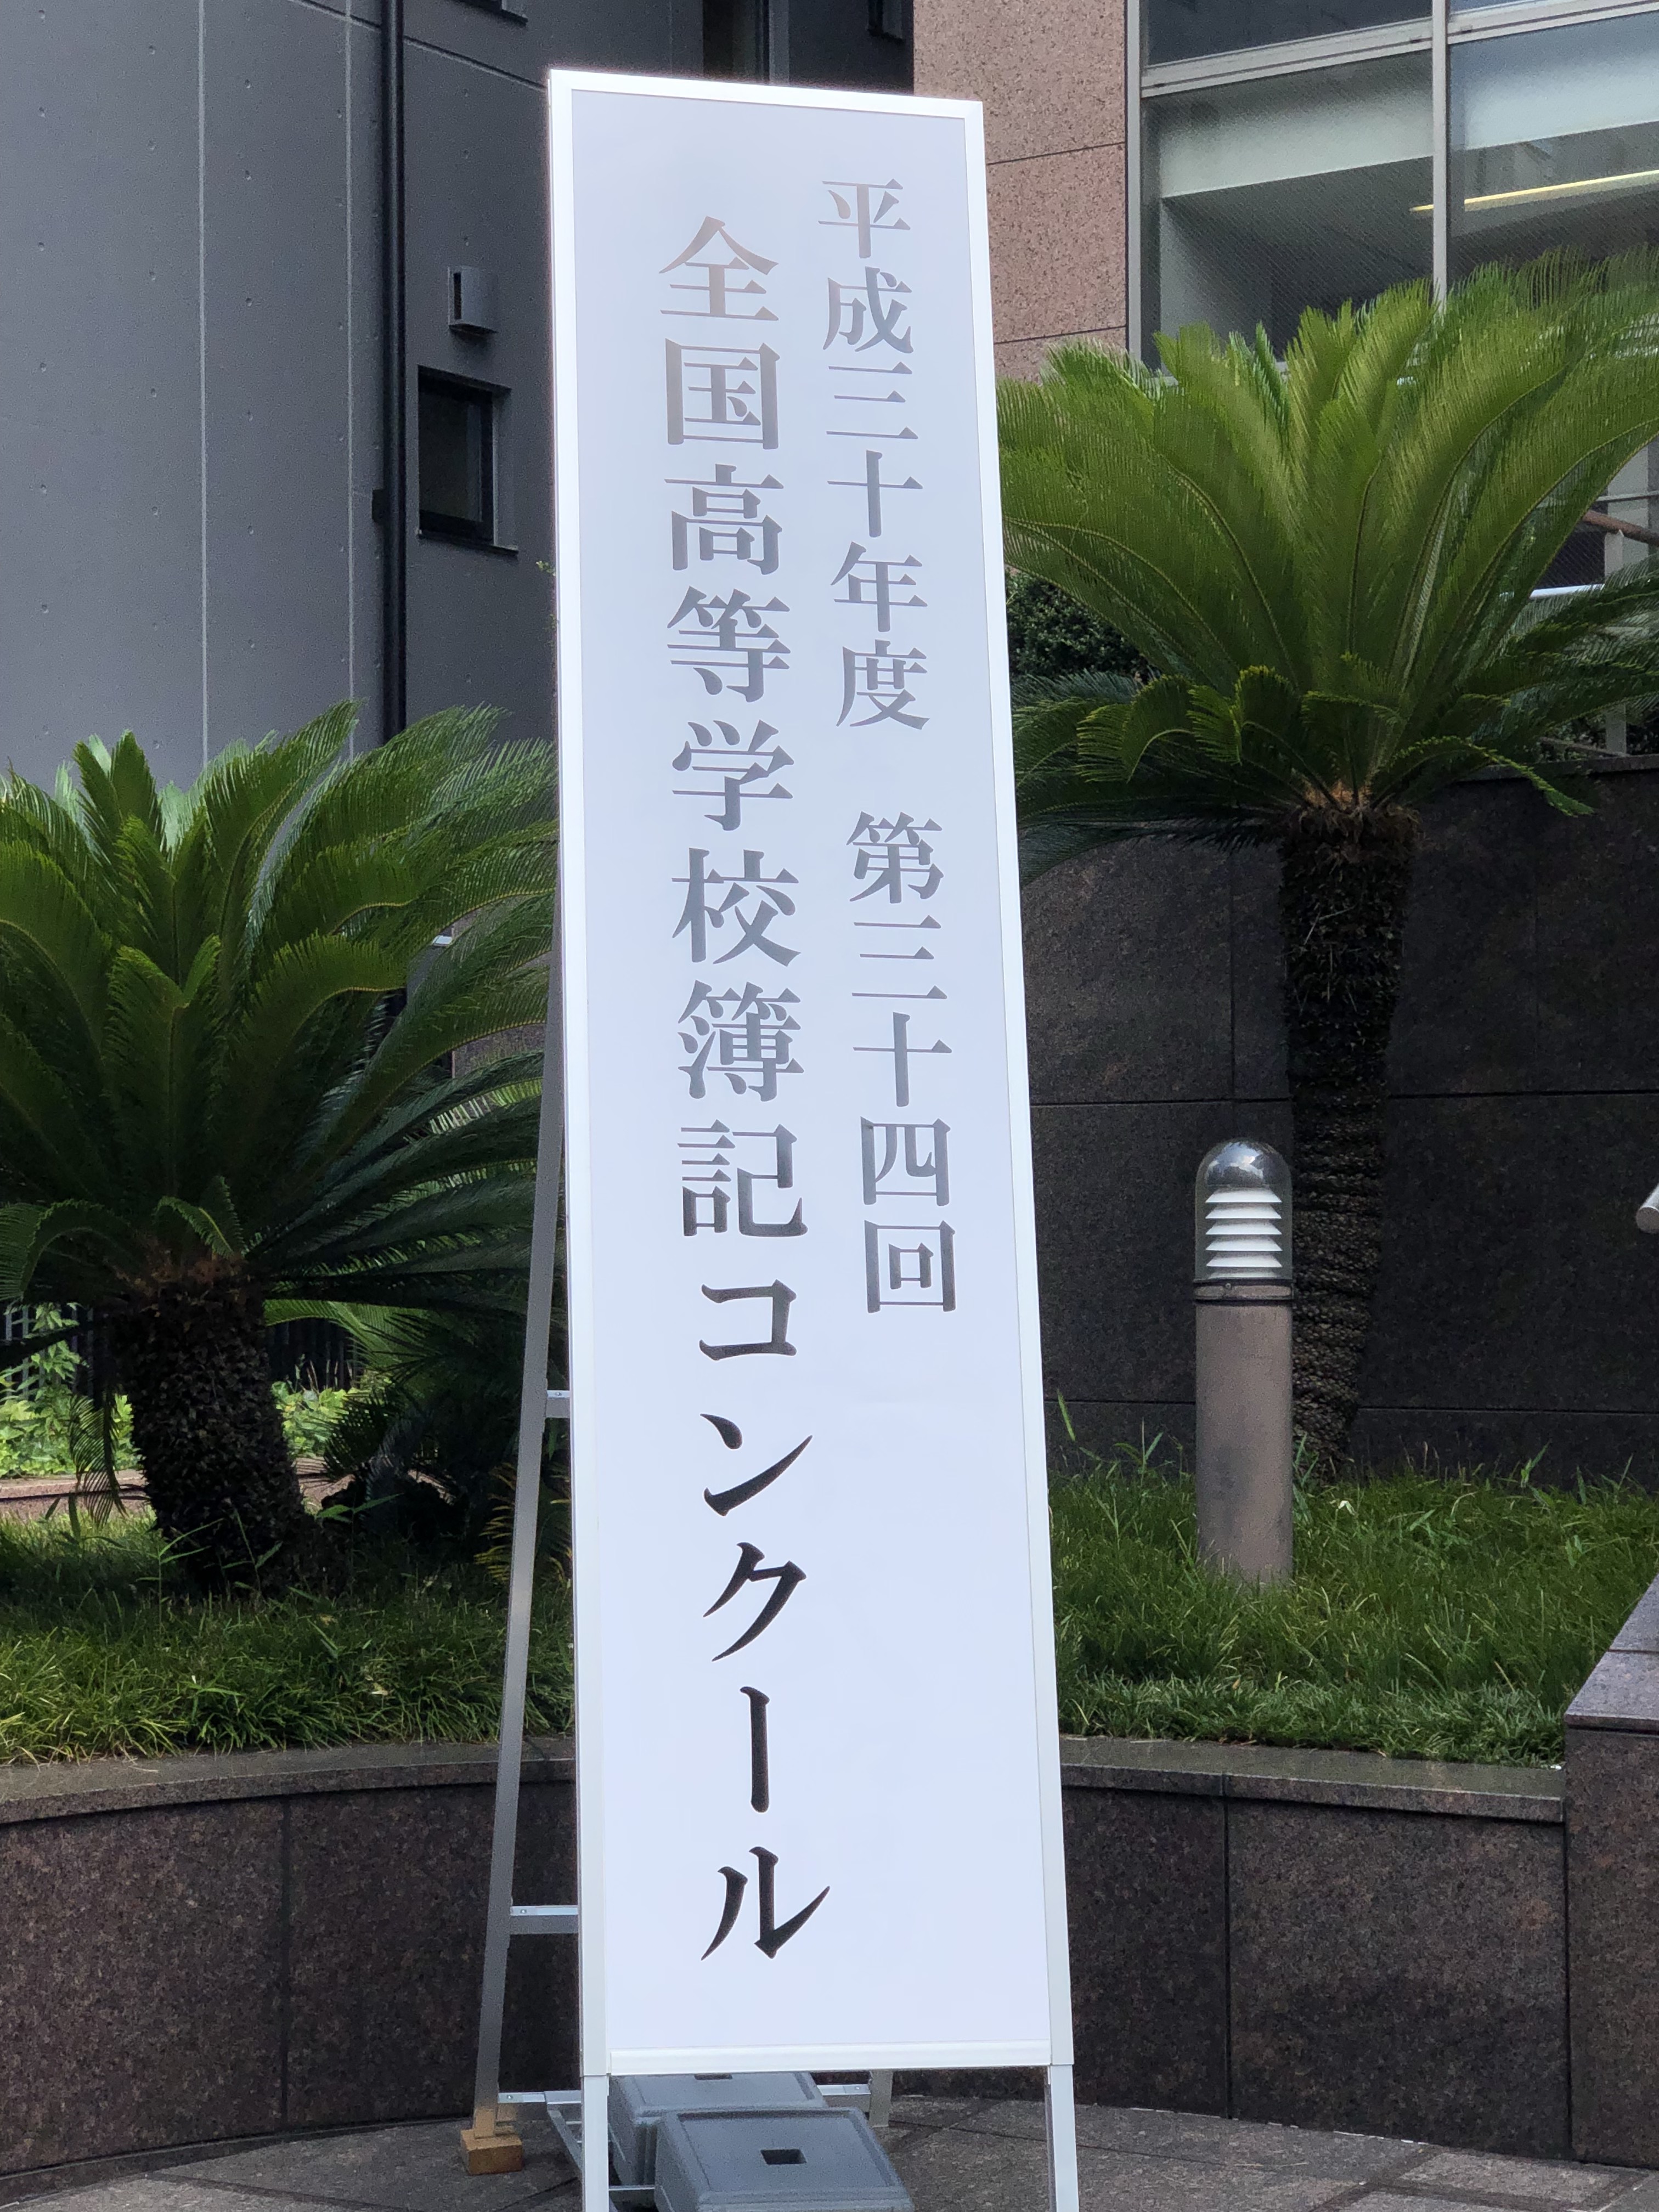 平成三十年度　第三十四回
全国高等学校簿記コンクール